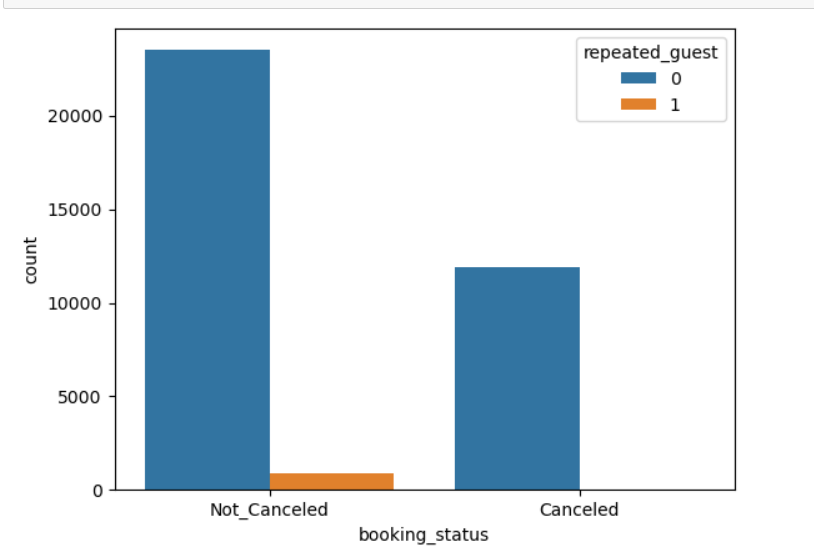 repeated_guest
0
1
20000
15000
10000
5000
0
count
Not_Canceled
Canceled
booking_status